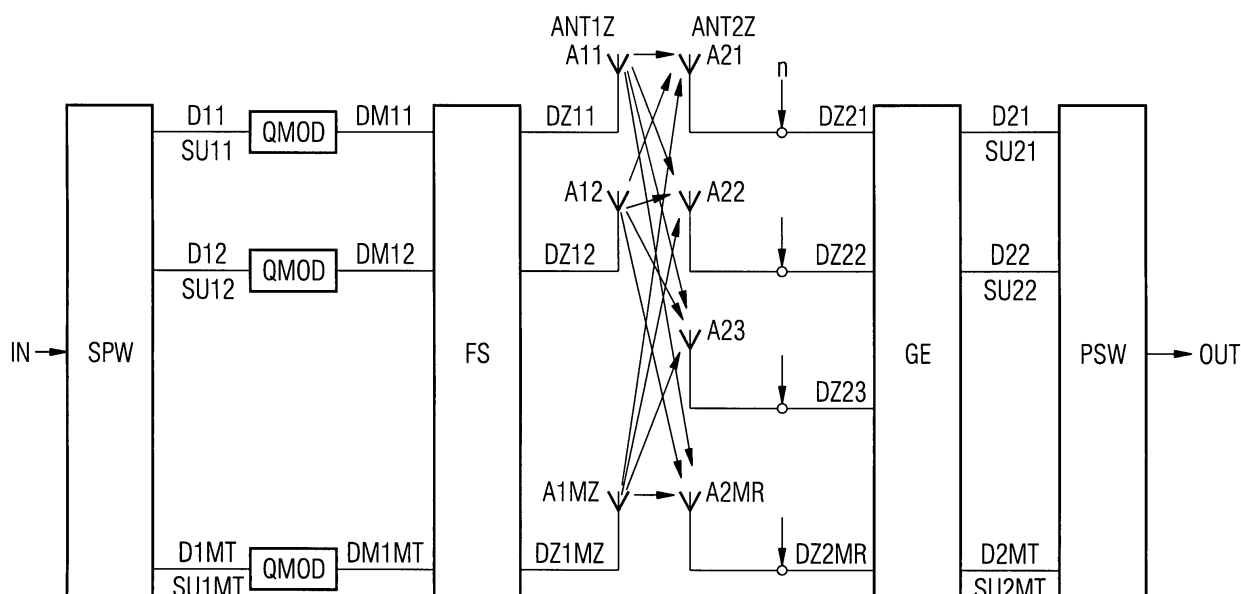 ANT1Z ANT2Z
A11 A21
n
D11 DM11 DZ11 DZ21 D21
QMOD
SU11 SU21
A12 A22
D12 DM12 DZ12 DZ22 D22
QMOD
SU12 SU22
A23
IN SPW FS GE PSW OUT
DZ23
A1MZ A2MR
D1MT DM1MT DZ1MZ DZ2MR D2MT
QMOD
SU1MT SU2MT